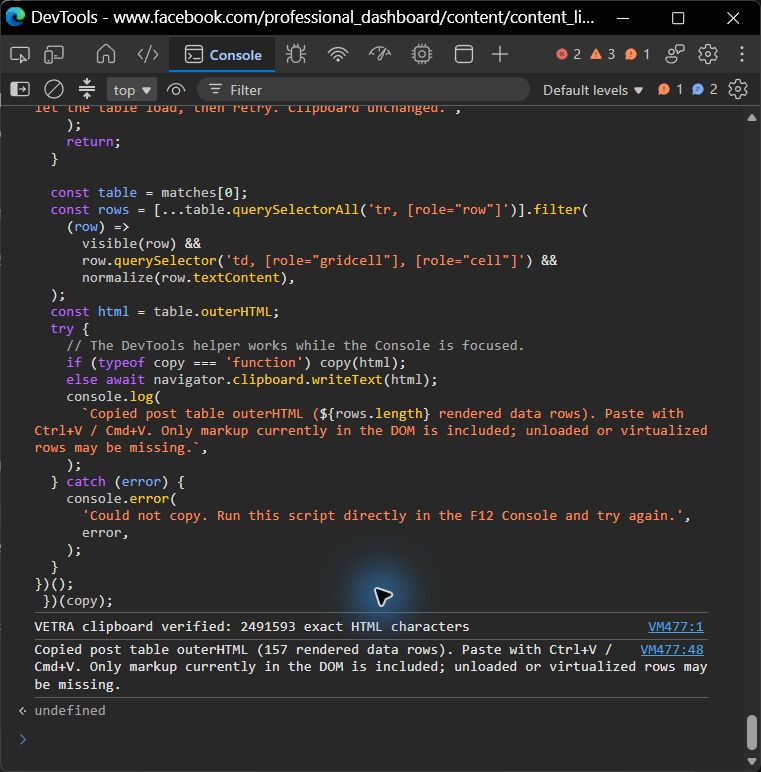 DevTools - www.facebook.com/professional_dashboard/content/content_li...
Console
2 3 1
top
Filter
Default levels
1 2
let the table load, then retry. Clipboard unchanged.',
);
return;
}
const table = matches[0];
const rows = [...table.querySelectorAll('tr, [role="row"]')].filter(
(row) =>
visible(row) &&
row.querySelector('td, [role="gridcell"], [role="cell"]') &&
normalize(row.textContent),
);
const html = table.outerHTML;
try {
// The DevTools helper works while the Console is focused.
if (typeof copy === 'function') copy(html);
else await navigator.clipboard.writeText(html);
console.log(
`Copied post table outerHTML (${rows.length} rendered data rows). Paste with
Ctrl+V / Cmd+V. Only markup currently in the DOM is included; unloaded or virtualized
rows may be missing.`,
);
} catch (error) {
console.error(
'Could not copy. Run this script directly in the F12 Console and try again.',
error,
);
}
})();
})(copy);
VETRA clipboard verified: 2491593 exact HTML characters VM477:1
Copied post table outerHTML (157 rendered data rows). Paste with Ctrl+V / VM477:48
Cmd+V. Only markup currently in the DOM is included; unloaded or virtualized rows may
be missing.
undefined